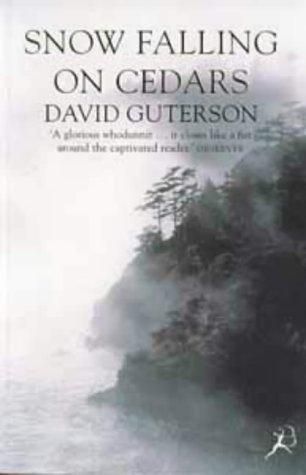 SNOW FALLING
ON CEDARS
DAVID GUTERSON
'A glorious whodunnit . . . it closes like a fist
around the captivated reader' OBSERVER